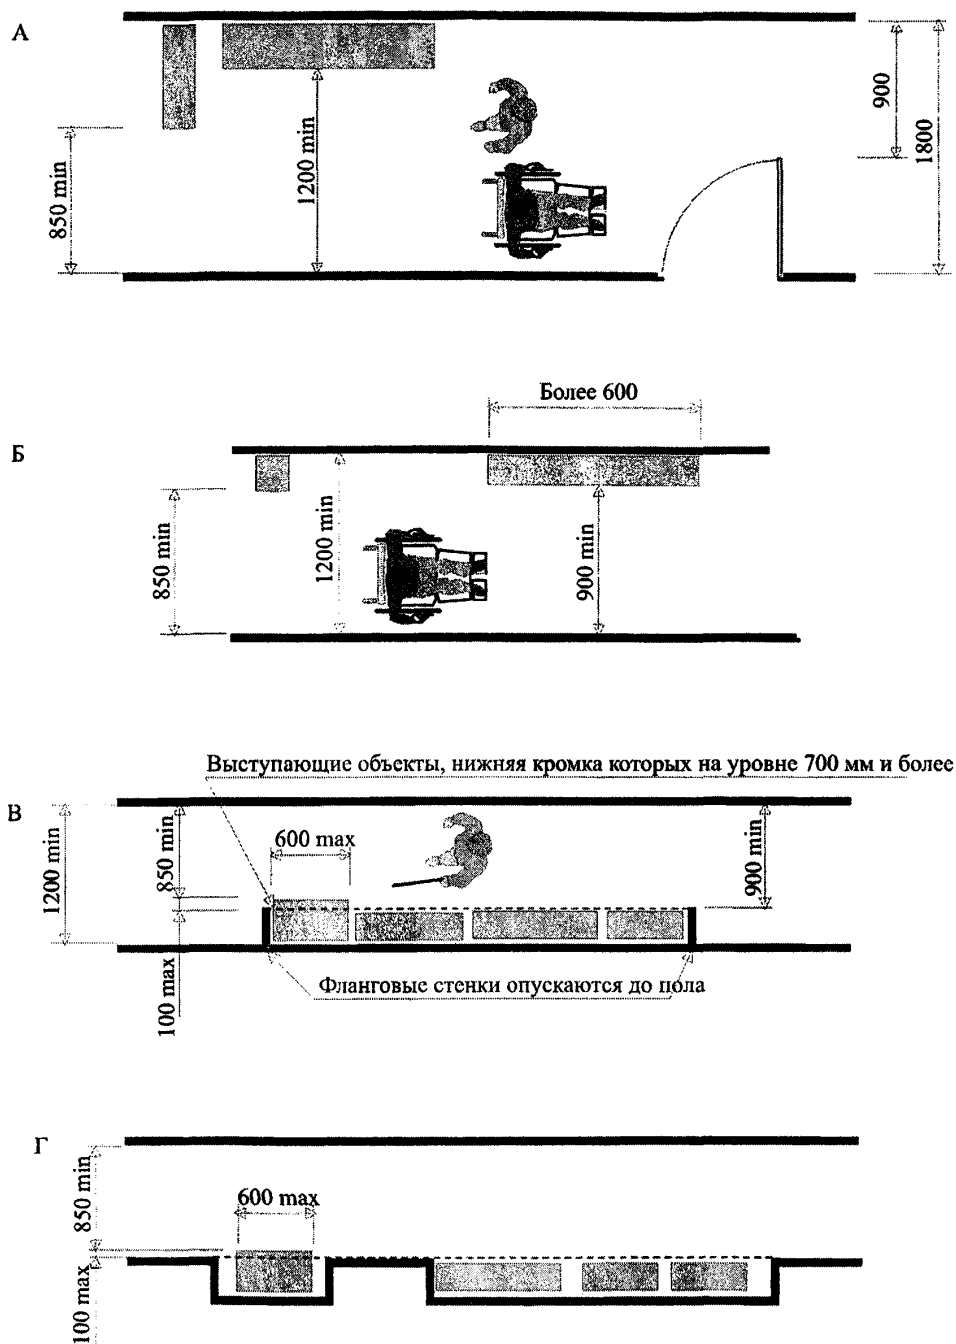 А
850 min
1200 min
900
1800
Более 600
Б
850 min
1200 min
900 min
Выступающие объекты, нижняя кромка которых на уровне 700 мм и более
В
1200 min
850 min
600 max
900 min
100 max
Фланговые стенки опускаются до пола
Г
850 min
600 max
100 max